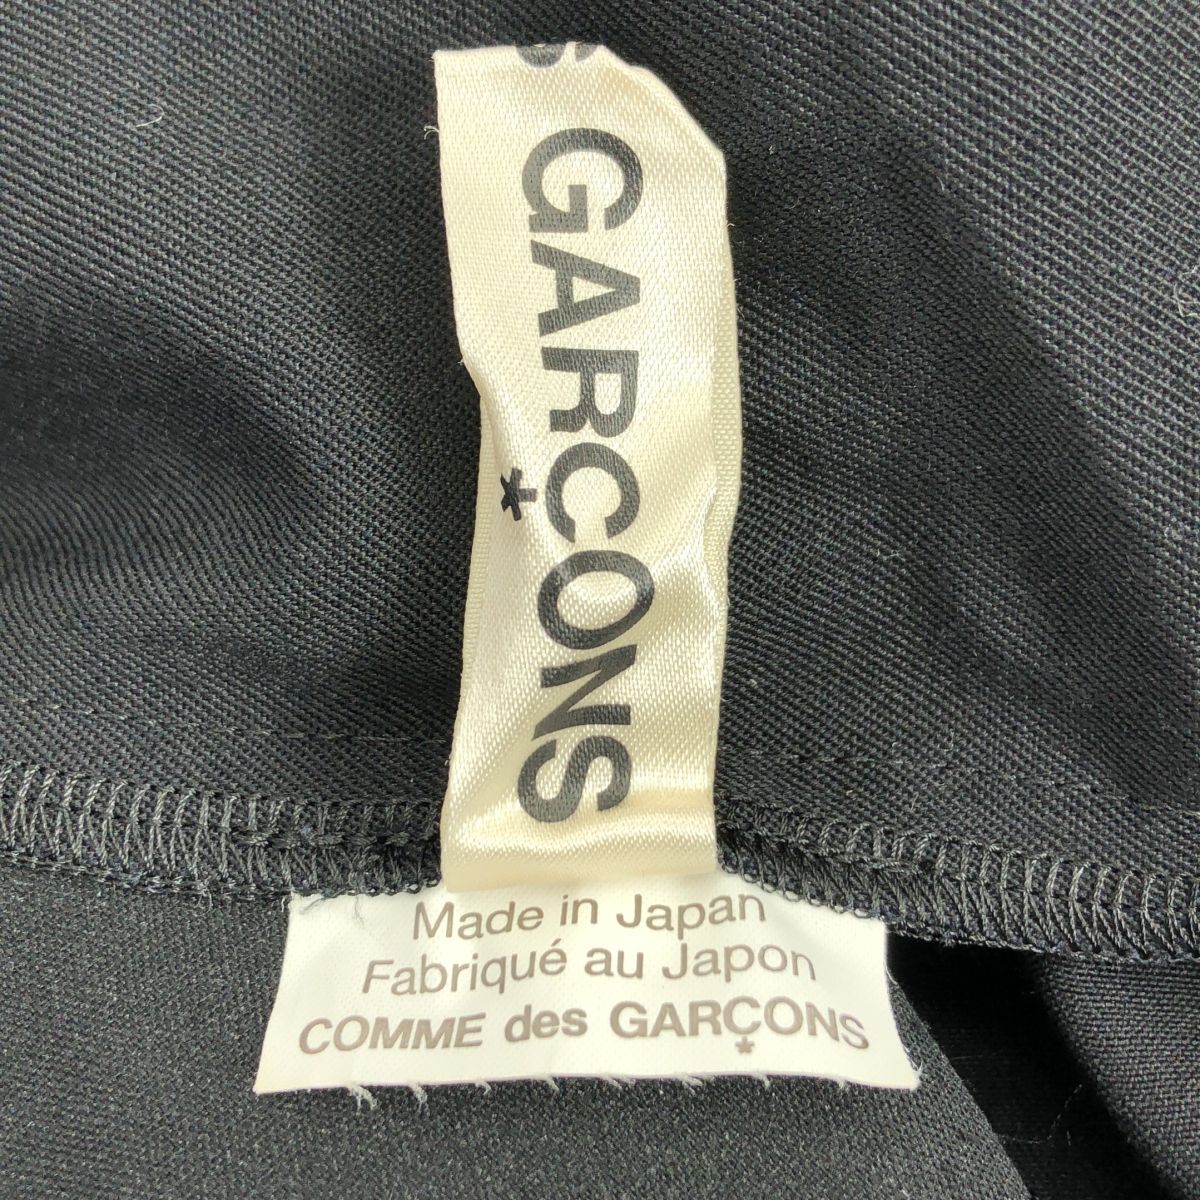 S
GARÇONS
*
Made in Japan
Fabriqué au Japon
COMME des GARÇONS
*